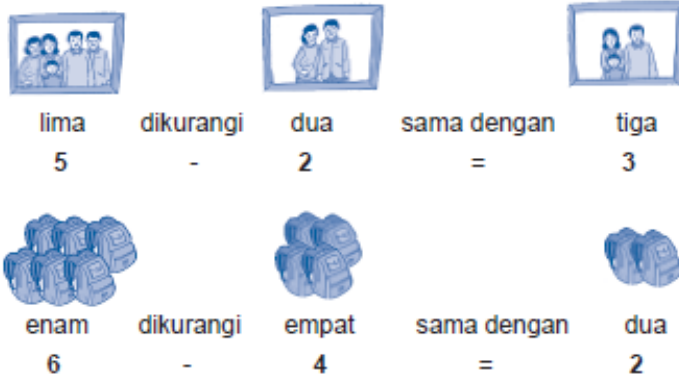 lima dikurangi dua sama dengan tiga
5 - 2 = 3
enam dikurangi empat sama dengan dua
6 - 4 = 2